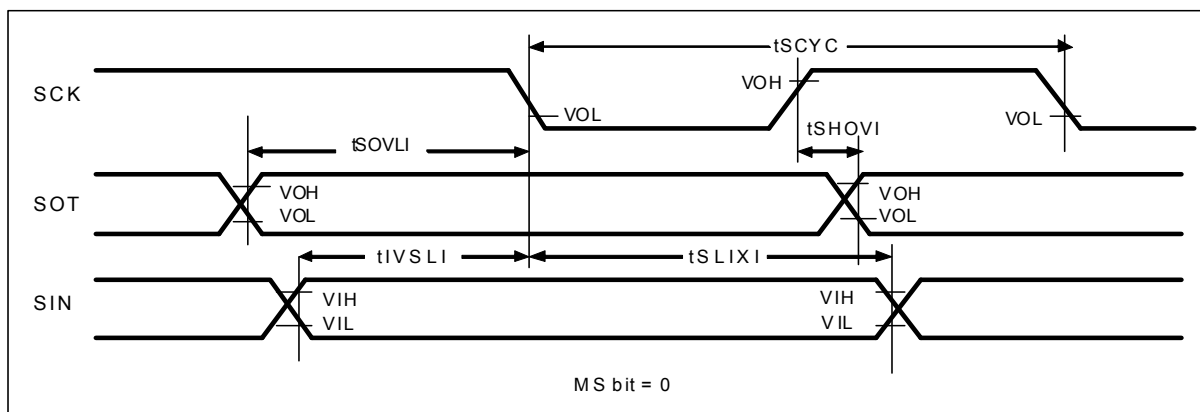 tSCYC
SCK
VOH
VOL
VOL
tSHOVI
tSOVLI
SOT
VOH
VOL
VOH
VOL
tIVSLI
tSLIXI
SIN
VIH
VIL
VIH
VIL
MS bit = 0